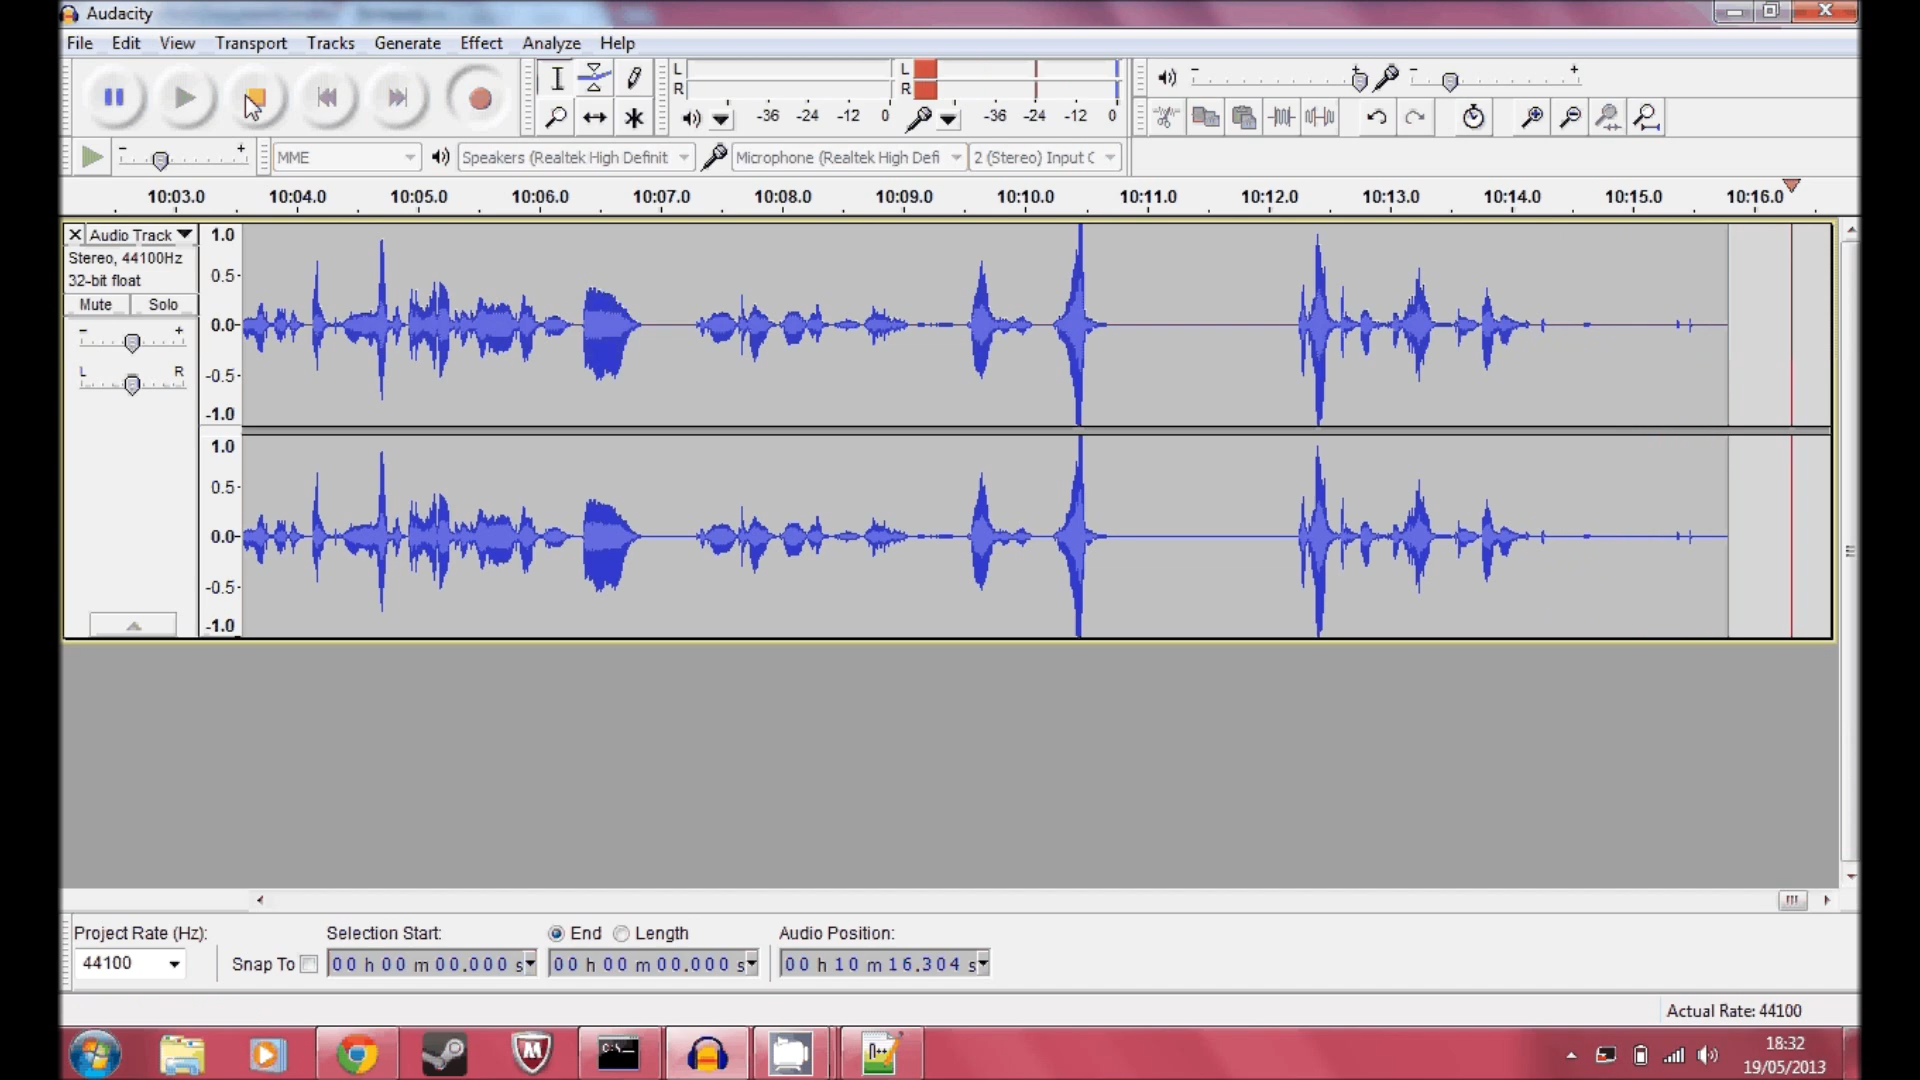 Audacity
File Edit View Transport Tracks Generate Effect Analyze Help
L
R
-36 -24 -12 0
L
R
-36 -24 -12 0
- +
- +
- +
MME
Speakers (Realtek High Definit
Microphone (Realtek High Defi
2 (Stereo) Input C
10:03.0 10:04.0 10:05.0 10:06.0 10:07.0 10:08.0 10:09.0 10:10.0 10:11.0 10:12.0 10:13.0 10:14.0 10:15.0 10:16.0
X Audio Track
Stereo, 44100Hz
32-bit float
Mute Solo
- +
L R
1.0
0.5-
0.0-
-0.5-
-1.0
1.0
0.5-
0.0-
-0.5-
-1.0
Project Rate (Hz):
44100
Snap To
Selection Start:
00 h 00 m 00.000 s
End Length
00 h 00 m 00.000 s
Audio Position:
00 h 10 m 16.304 s
Actual Rate: 44100
C:\_
M
n++
18:32
19/05/2013